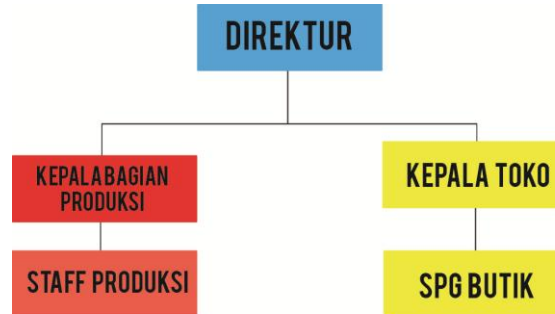 DIREKTUR
KEPALA BAGIAN
PRODUKSI
KEPALA TOKO
STAFF PRODUKSI
SPG BUTIK